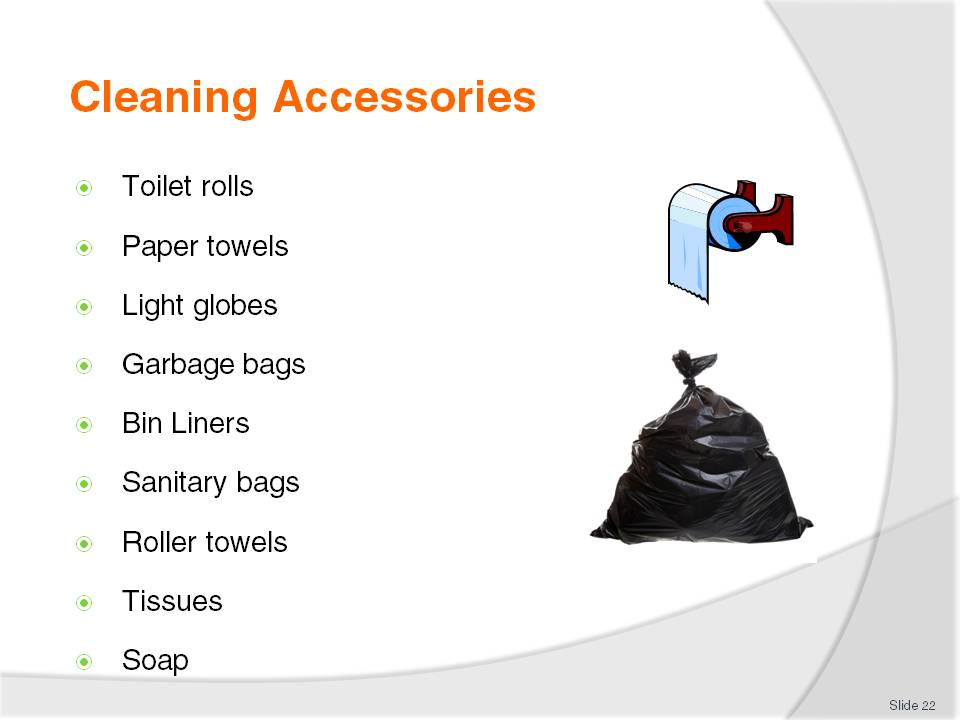 Cleaning Accessories
Toilet rolls
Paper towels
Light globes
Garbage bags
Bin Liners
Sanitary bags
Roller towels
Tissues
Soap
Slide 22